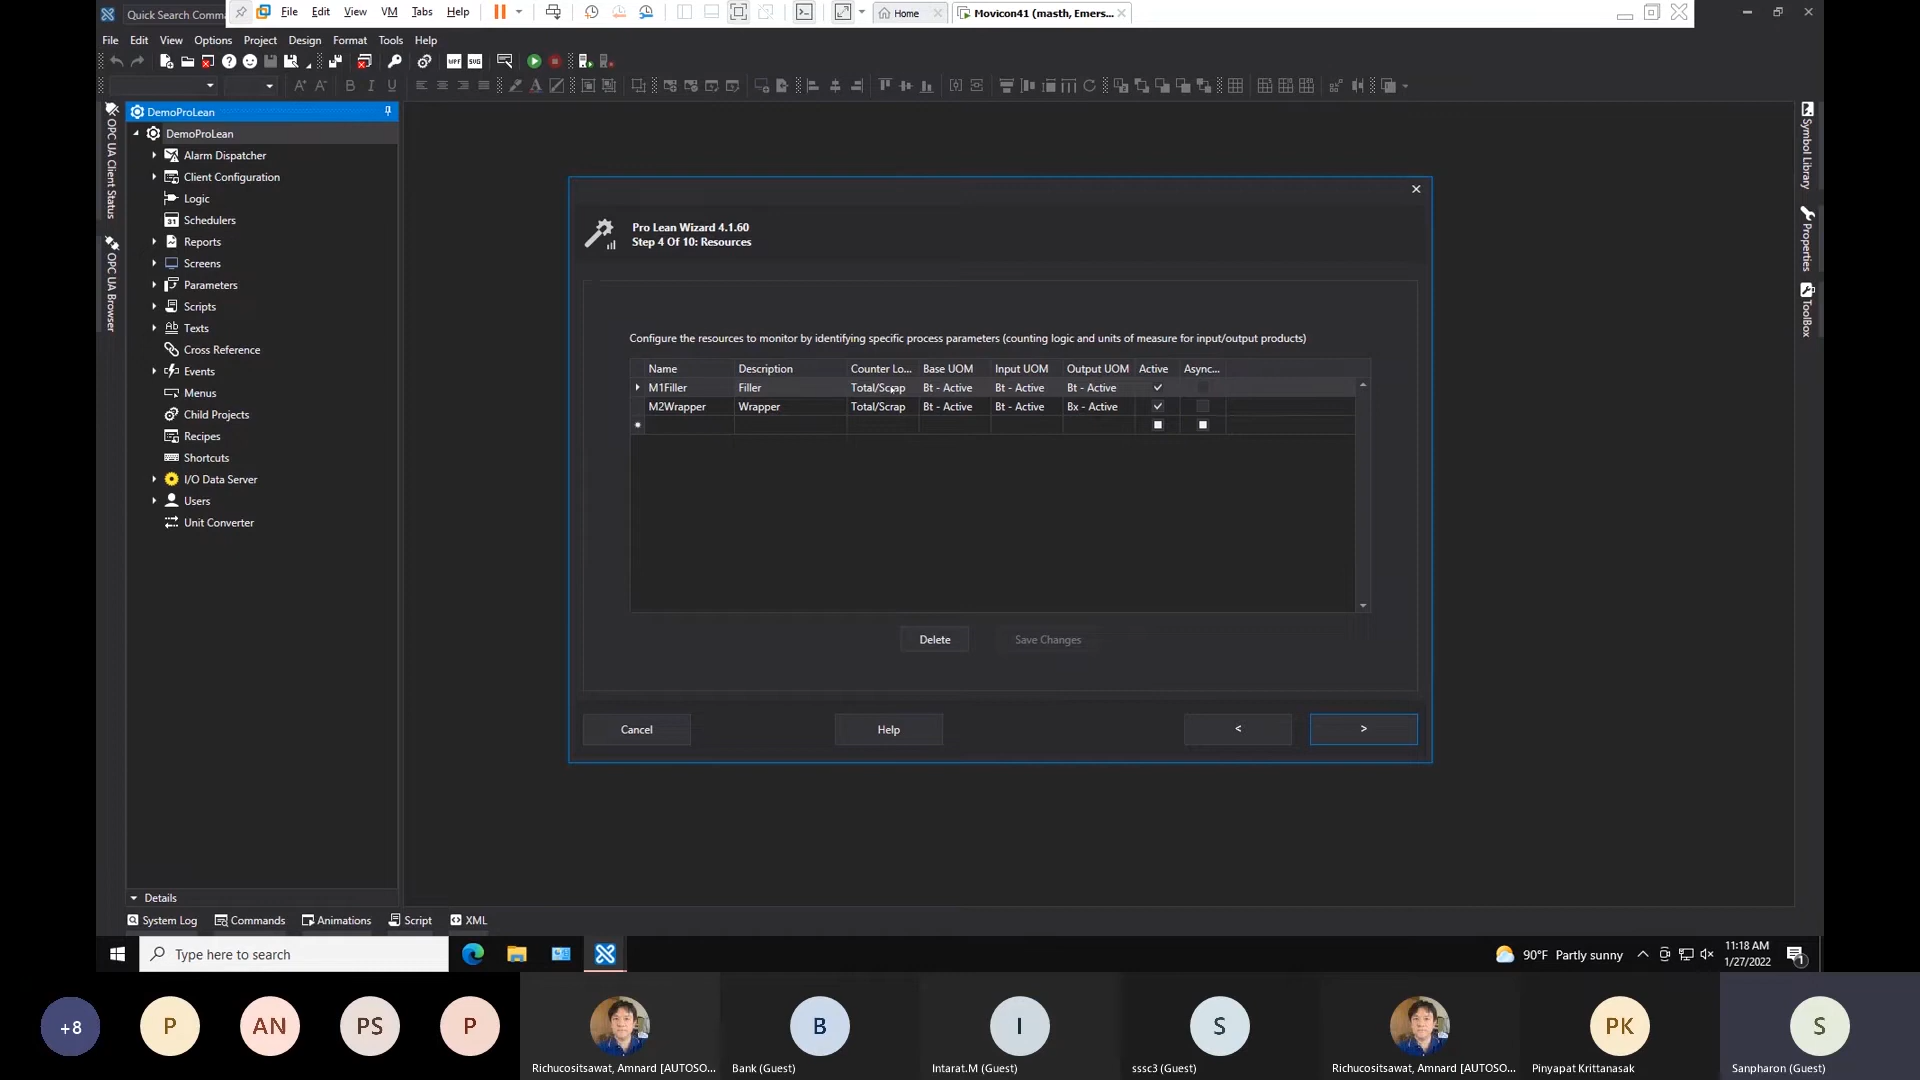 Quick Search Comma
File Edit View VM Tabs Help
Home
Movicon41 (masth, Emers...
File Edit View Options Project Design Format Tools Help
DemoProLean
DemoProLean
Alarm Dispatcher
Client Configuration
Logic
Schedulers
Reports
Screens
Parameters
Scripts
Texts
Cross Reference
Events
Menus
Child Projects
Recipes
Shortcuts
I/O Data Server
Users
Unit Converter
OPC UA Client Status
OPC UA Browser
Pro Lean Wizard 4.1.60
Step 4 Of 10: Resources
Configure the resources to monitor by identifying specific process parameters (counting logic and units of measure for input/output products)
Name Description Counter Lo... Base UOM Input UOM Output UOM Active Async...
M1Filler Filler Total/Scrap Bt - Active Bt - Active Bt - Active
M2Wrapper Wrapper Total/Scrap Bt - Active Bt - Active Bx - Active
Delete Save Changes
Cancel Help < >
Symbol Library
Properties
ToolBox
Details
System Log Commands Animations Script XML
Type here to search
90°F Partly sunny
11:18 AM
1/27/2022
1
+8 P AN PS P B I S PK S
Richucositsawat, Amnard [AUTOSO... Bank (Guest) Intarat.M (Guest) sssc3 (Guest) Richucositsawat, Amnard [AUTOSO... Pinyapat Krittanasak Sanpharon (Guest)